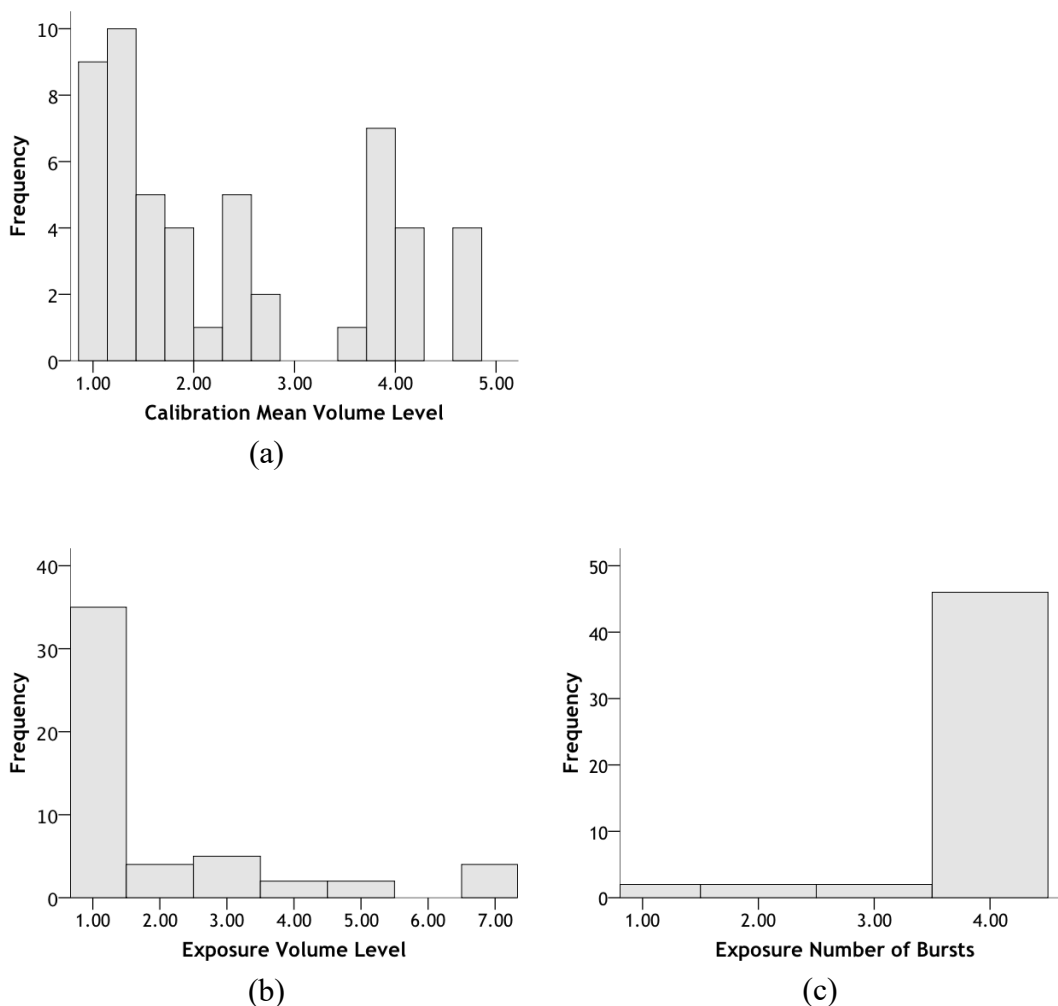 10
8
6
4
2
0
Frequency
1.00 2.00 3.00 4.00 5.00
Calibration Mean Volume Level
(a)
40
30
20
10
0
Frequency
1.00 2.00 3.00 4.00 5.00 6.00 7.00
Exposure Volume Level
(b)
50
40
30
20
10
0
Frequency
1.00 2.00 3.00 4.00
Exposure Number of Bursts
(c)